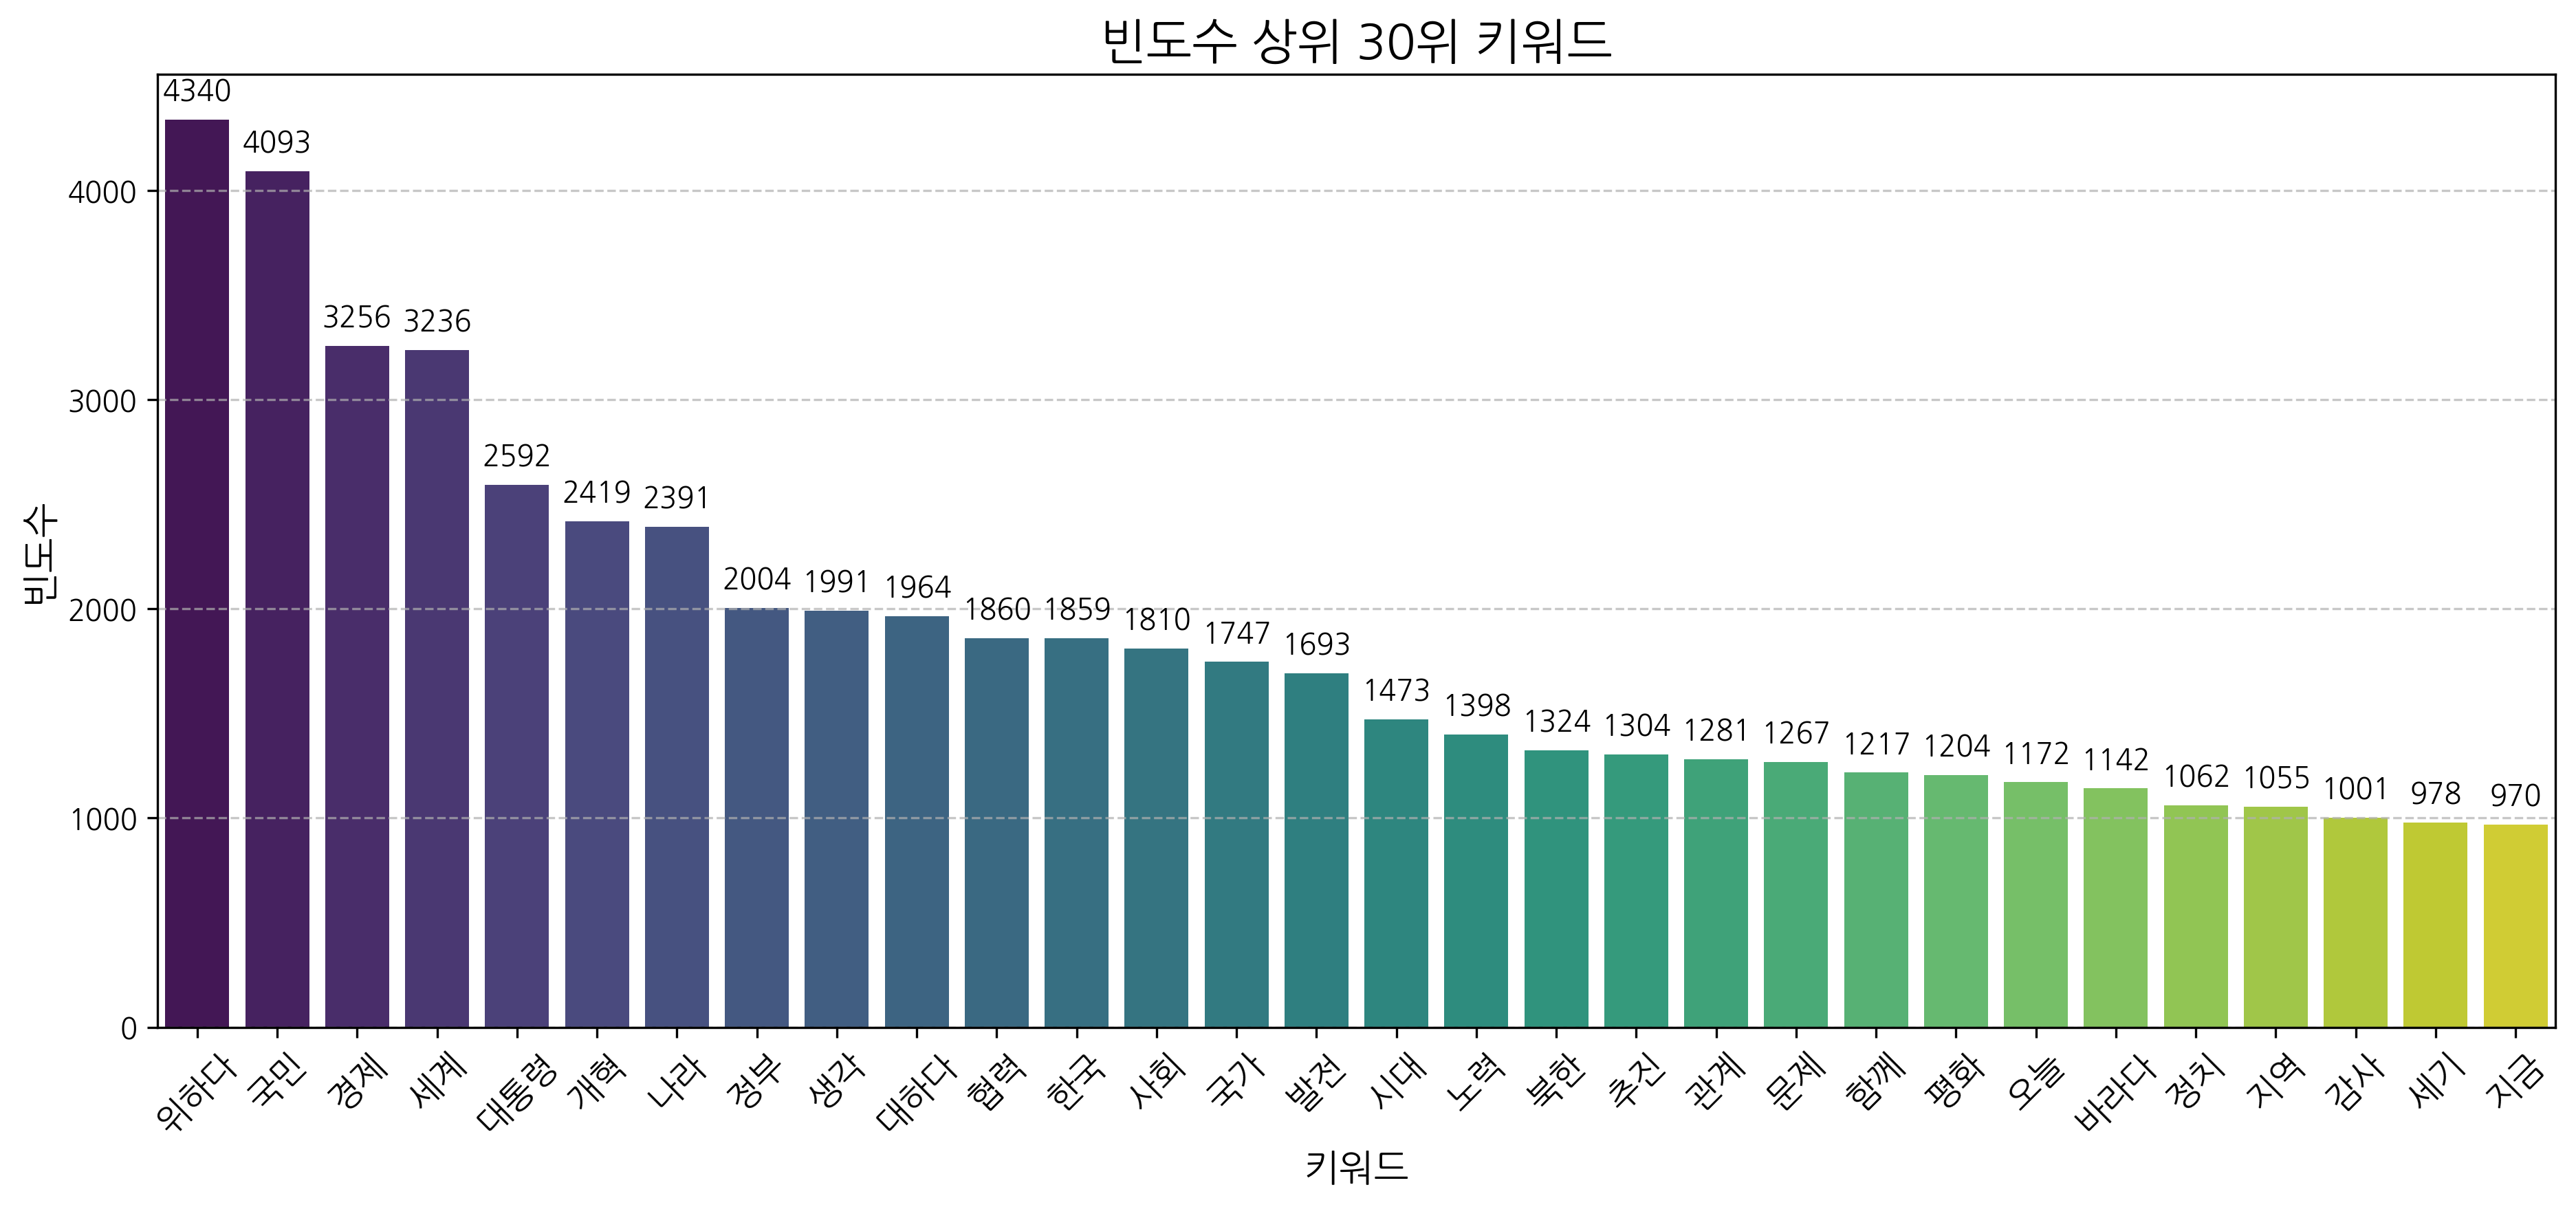 빈도수 상위 30위 키워드
4340
4093
3256
3236
2592
2419
2391
2004
1991
1964
1860
1859
1810
1747
1693
1473
1398
1324
1304
1281
1267
1217
1204
1172
1142
1062
1055
1001
978
970
4000
3000
2000
1000
0
빈도수
위하다
국민
경제
세계
대통령
개혁
나라
정부
생각
대하다
협력
한국
사회
국가
발전
시대
노력
북한
추진
관계
문제
함께
평화
오늘
바라다
정치
지역
감사
세기
지금
키워드